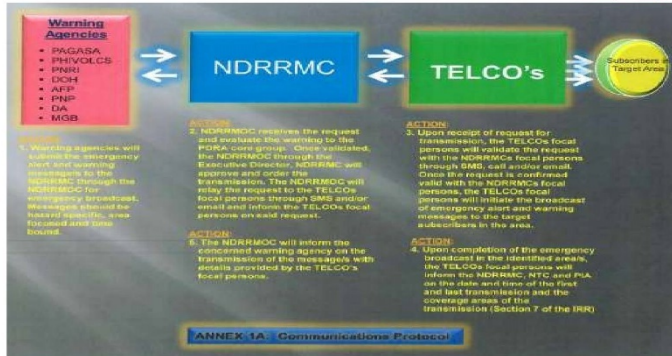 Warning
Agencies
• PAGASA
• PHIVOLCS
• PNRI
• DOH
• AFP
• PNP
• DA
• MGB
NDRRMC
TELCO's
Subscribers in
Target Area
ACTION:
1. Warning agencies will
submit the emergency
alert and warning
message/s to the
NDRRMC through the
NDRRMOC for
emergency broadcast.
Messages should be
hazard specific, area
focused and time
bound.
ACTION:
2. NDRRMOC receives the request
and evaluate the warning to the
PDRA core group. Once validated,
the NDRRMOC through the
Executive Director, NDRRMC will
approve and order the
transmission. The NDRRMOC will
relay the request to the TELCOs
focal persons through SMS and/or
email and inform the TELCOs focal
persons on said request.
ACTION:
5. The NDRRMOC will inform the
concerned warning agency on the
transmission of the message/s with
details provided by the TELCO's
focal persons.
ACTION:
3. Upon receipt of request for
transmission, the TELCOs focal
persons will validate the request
with the NDRRMCs focal persons
through SMS, call and/or email.
Once the request is confirmed
valid with the NDRRMCs focal
persons, the TELCOs focal
persons will initiate the broadcast
of emergency alert and warning
messages to the target
subscribers in the area.
ACTION:
4. Upon completion of the emergency
broadcast in the identified area/s,
the TELCOs focal persons will
inform the NDRRMC, NTC and PIA
on the date and time of the first
and last transmission and the
coverage areas of the
transmission (Section 7 of the IRR)
ANNEX 1A: Communications Protocol